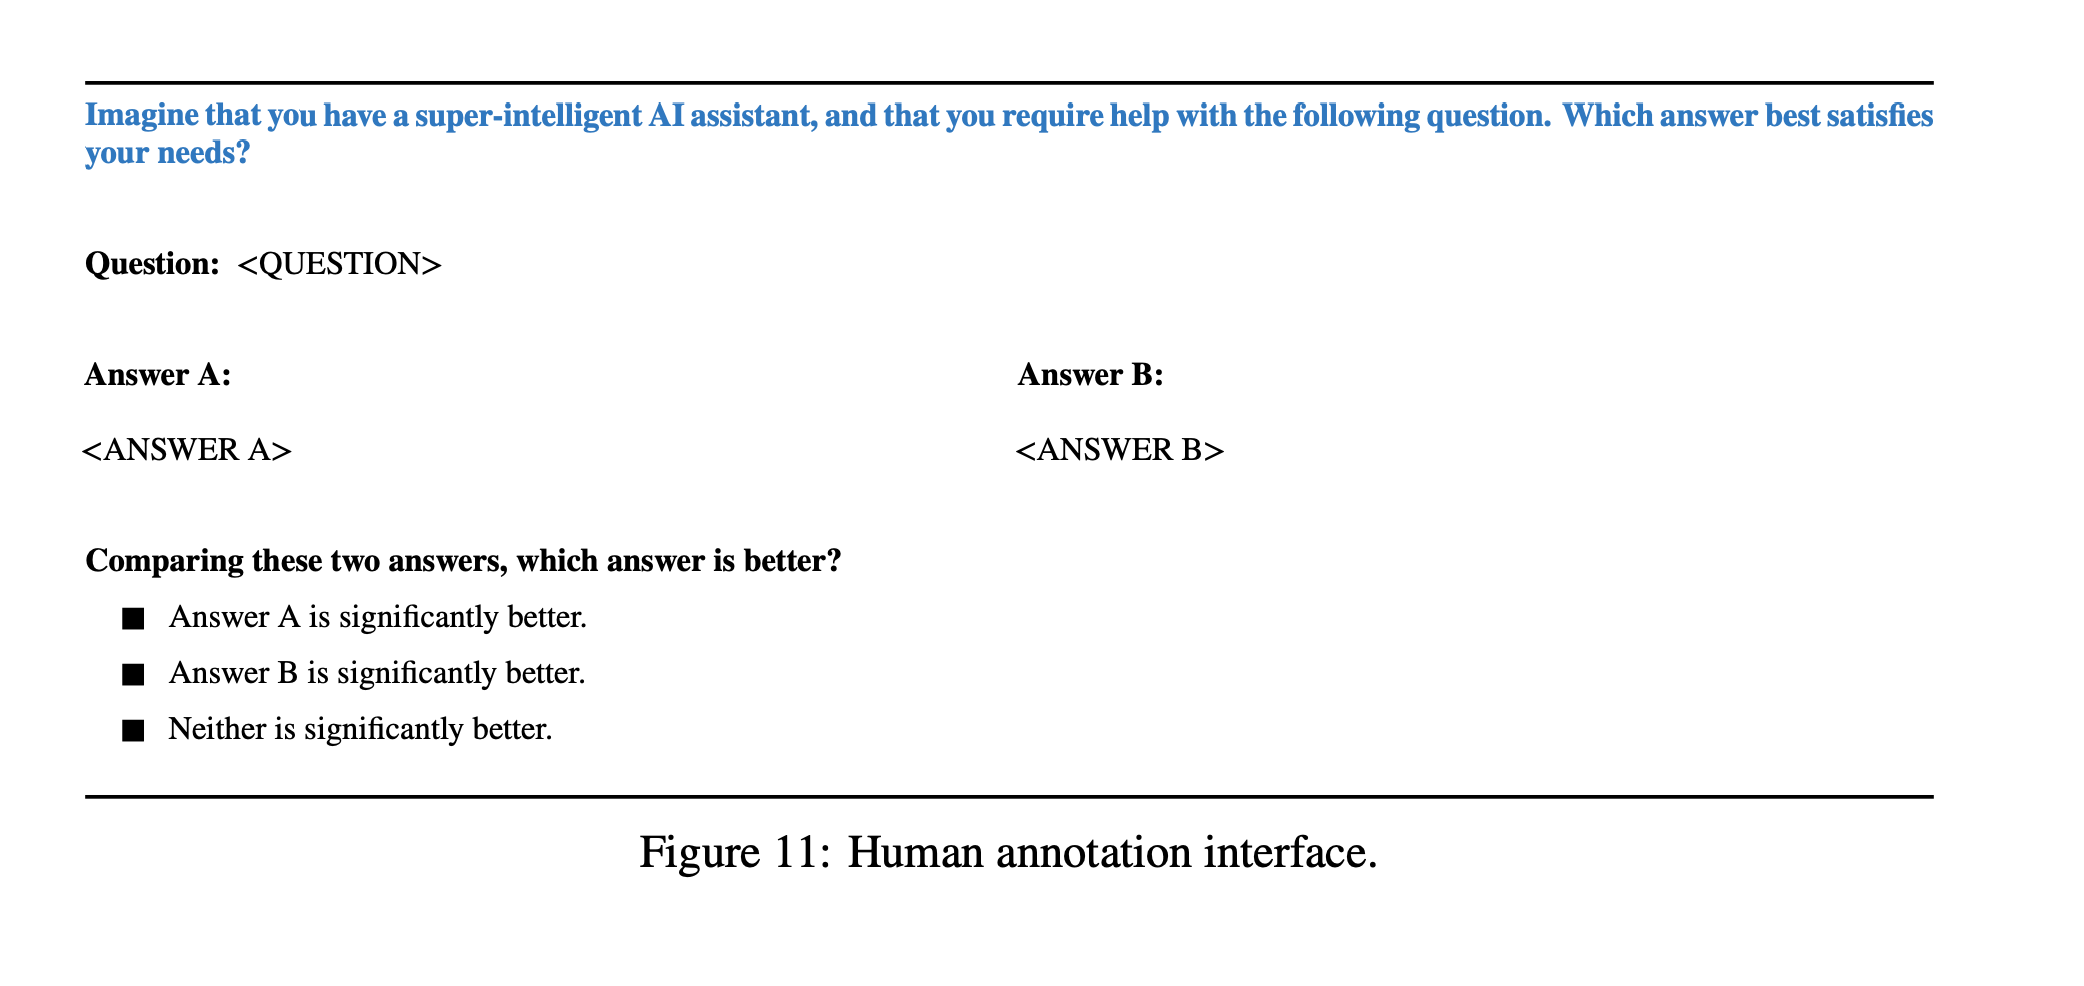 Imagine that you have a super-intelligent AI assistant, and that you require help with the following question. Which answer best satisfies
your needs?
Question: <QUESTION>
Answer A:
Answer B:
<ANSWER A>
<ANSWER B>
Comparing these two answers, which answer is better?
■ Answer A is significantly better.
■ Answer B is significantly better.
■ Neither is significantly better.
Figure 11: Human annotation interface.